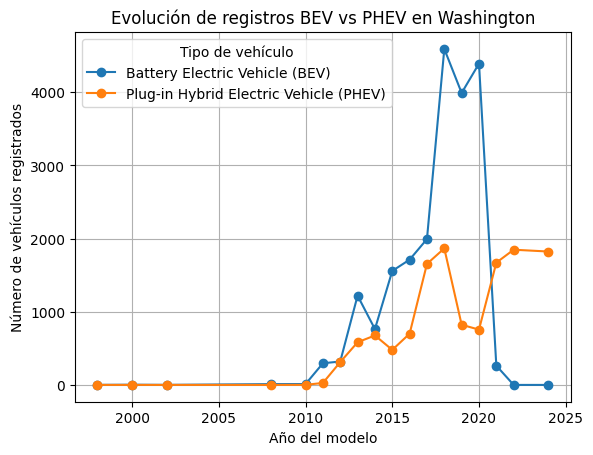 Evolución de registros BEV vs PHEV en Washington
Tipo de vehículo
Battery Electric Vehicle (BEV)
Plug-in Hybrid Electric Vehicle (PHEV)
Número de vehículos registrados
4000
3000
2000
1000
0
2000
2005
2010
2015
2020
2025
Año del modelo